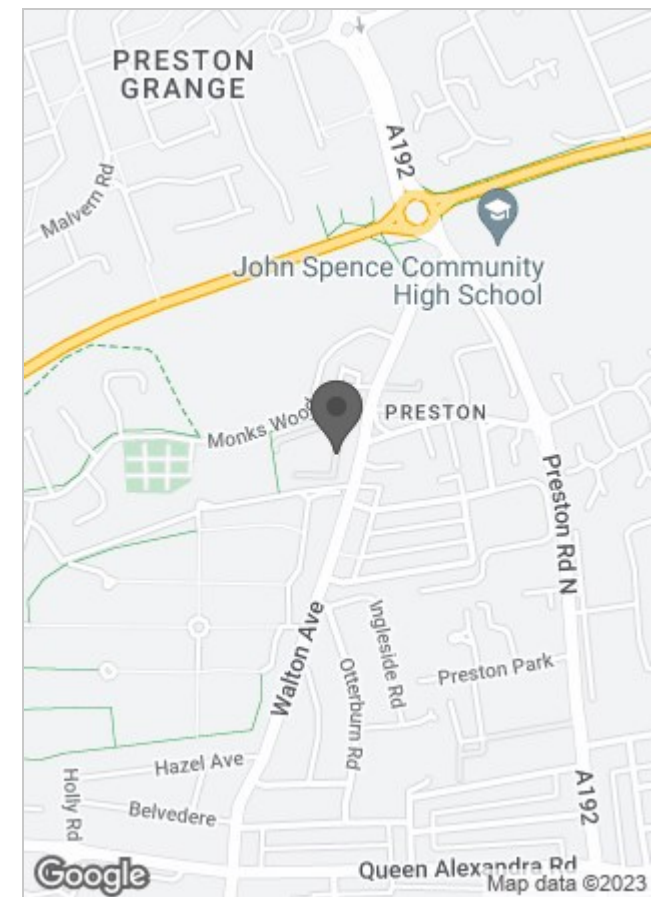 PRESTON
GRANGE
A192
Malvern Rd
John Spence Community
High School
Monks Wood
PRESTON
Preston Rd N
Walton Ave
Ingleside Rd
Otterburn Rd
Preston Park
Hazel Ave
Holly Rd
Belvedere
A192
Queen Alexandra Rd
Google
Map data ©2023